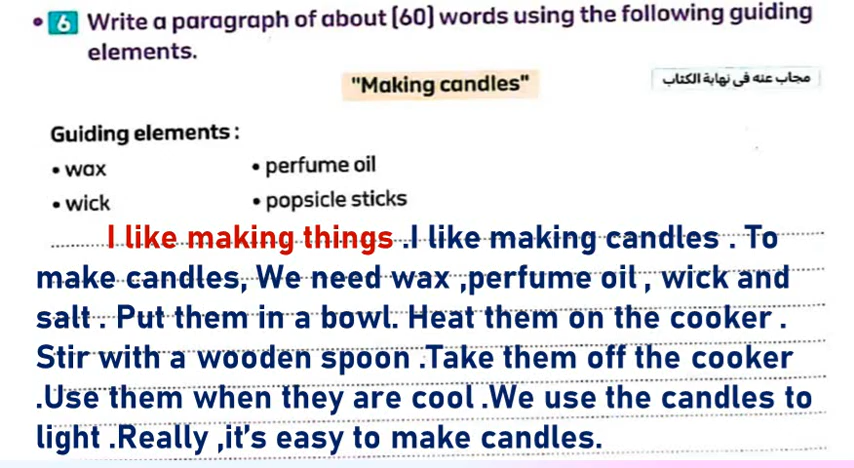 • 6 Write a paragraph of about (60) words using the following guiding
elements.
"Making candles"
مجاب عنه فى نهاية الكتاب
Guiding elements :
• wax
• perfume oil
• wick
• popsicle sticks
I like making things .I like making candles . To
make candles, We need wax ,perfume oil , wick and
salt . Put them in a bowl. Heat them on the cooker .
Stir with a wooden spoon .Take them off the cooker
.Use them when they are cool .We use the candles to
light .Really ,it's easy to make candles.